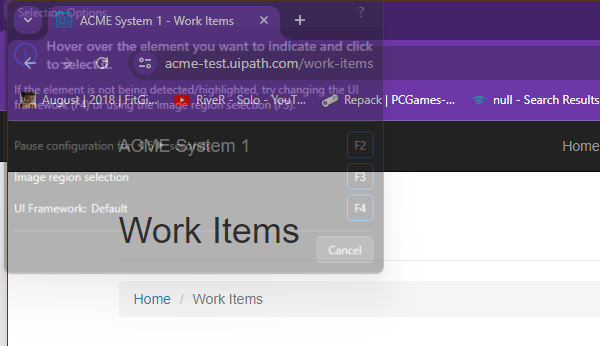 Selection Options ?
ACME System 1 - Work Items
Hover over the element you want to indicate and click
to select it.
acme-test.uipath.com/work-items
If the element is not being detected/highlighted, try changing the UI
framework (F4) or using the image region selection (F3).
August | 2018 | FitGi...
RiveR - Solo - YouT...
Repack | PCGames-...
null - Search Results
Pause configuration for seconds F2
ACME System 1
Home
Image region selection F3
UI Framework: Default F4
Work Items
Cancel
Home / Work Items